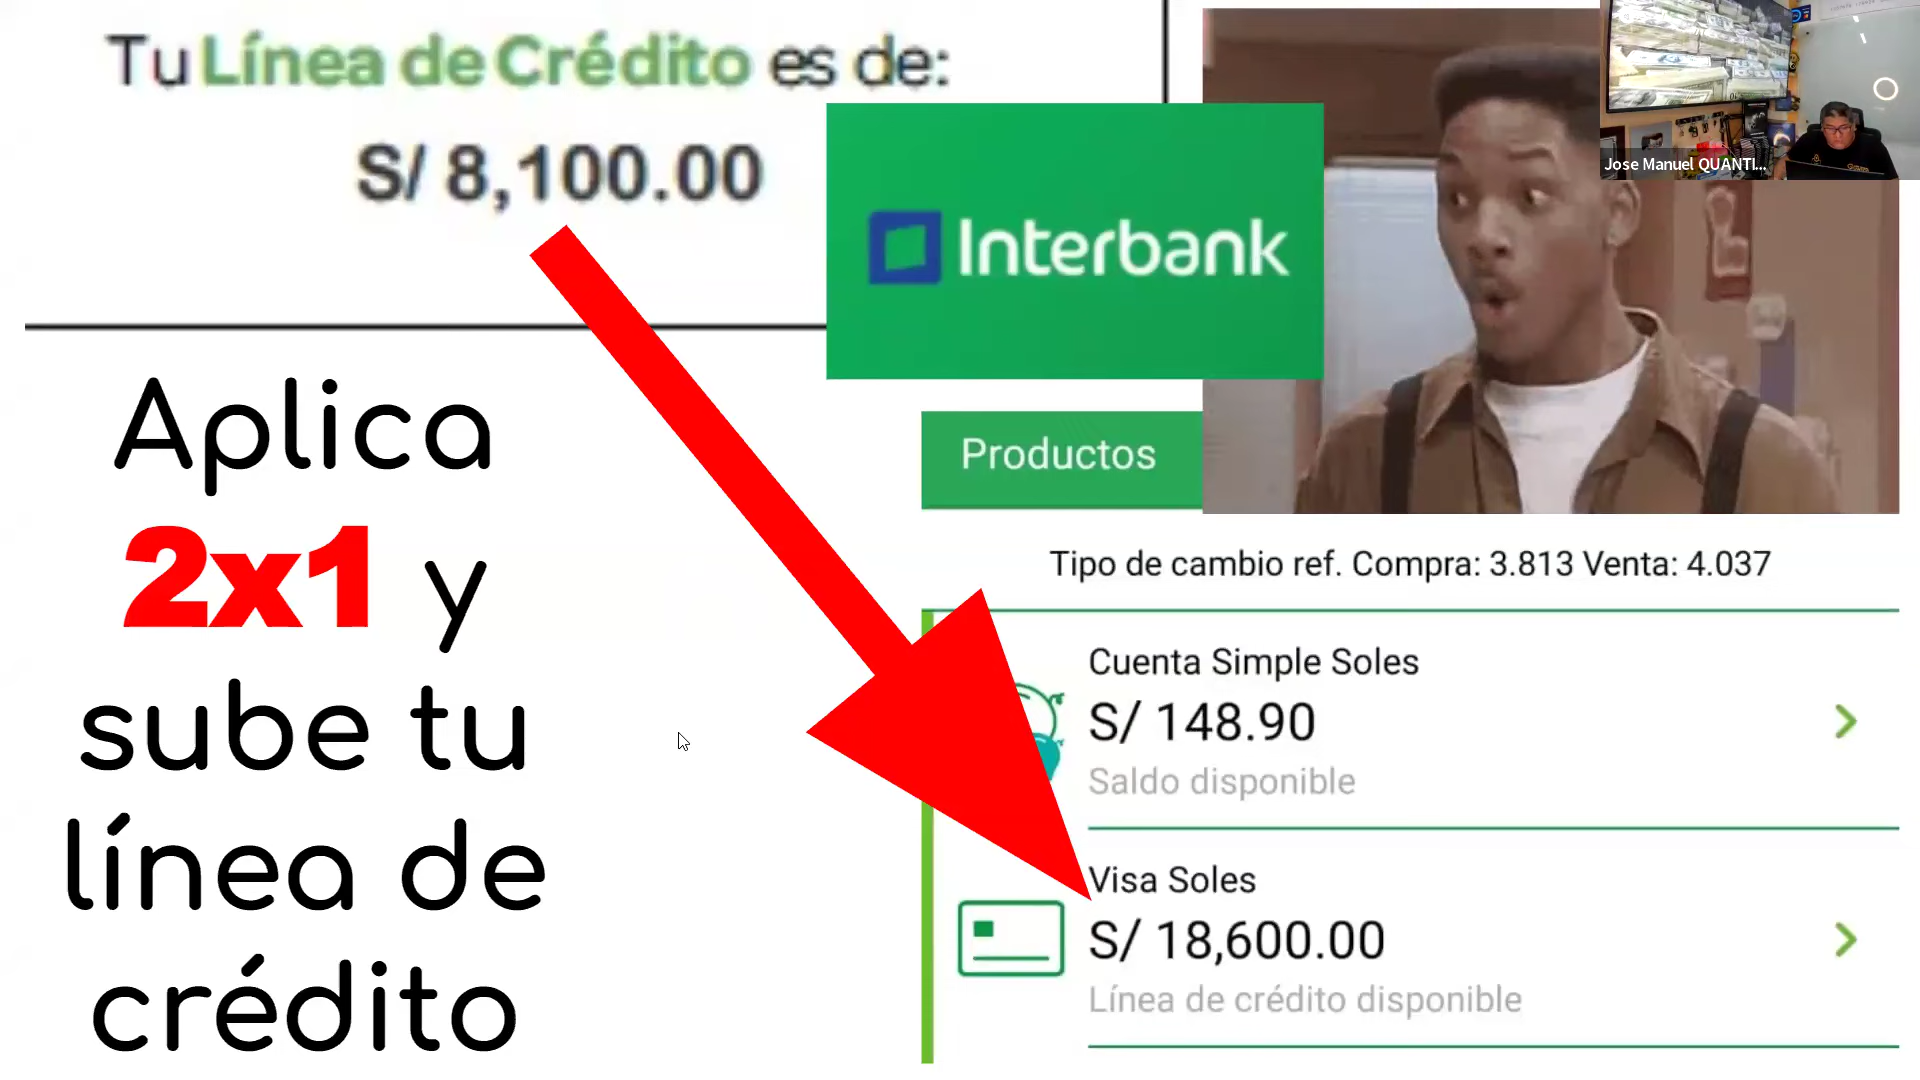 Tu Línea de Crédito es de:
S/ 8,100.00
Interbank
Jose Manuel QUANTI...
Productos
Tipo de cambio ref. Compra: 3.813 Venta: 4.037
Cuenta Simple Soles
S/ 148.90
Saldo disponible
Visa Soles
S/ 18,600.00
Línea de crédito disponible
Aplica
2x1 y
sube tu
línea de
crédito